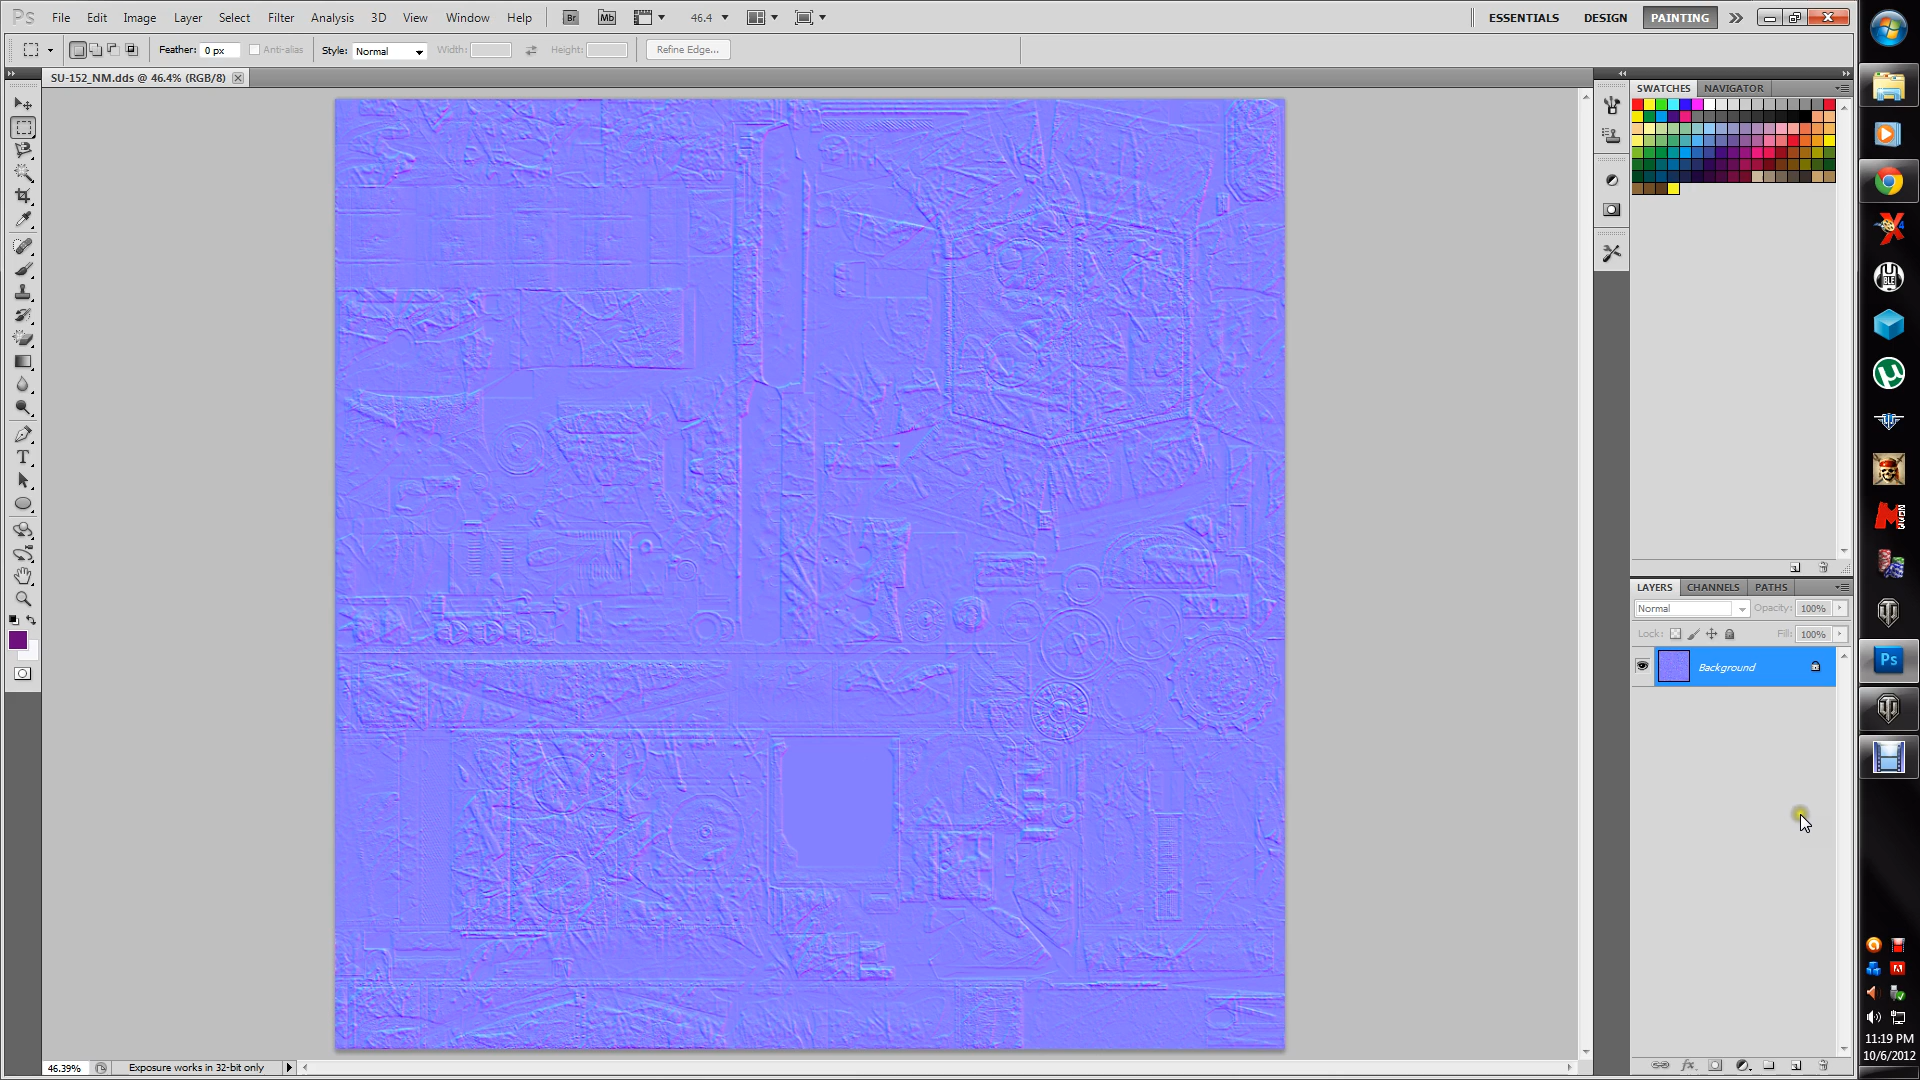 Ps File Edit Image Layer Select Filter Analysis 3D View Window Help Br Mb 46.4 ESSENTIALS DESIGN PAINTING
Feather: 0 px Anti-alias Style: Normal Width: Height: Refine Edge...
SU-152_NM.dds @ 46.4% (RGB/8)
SWATCHES NAVIGATOR
LAYERS CHANNELS PATHS
Normal Opacity: 100%
Lock: Fill: 100%
Background
Ps
46.39% Exposure works in 32-bit only
11:19 PM
10/6/2012